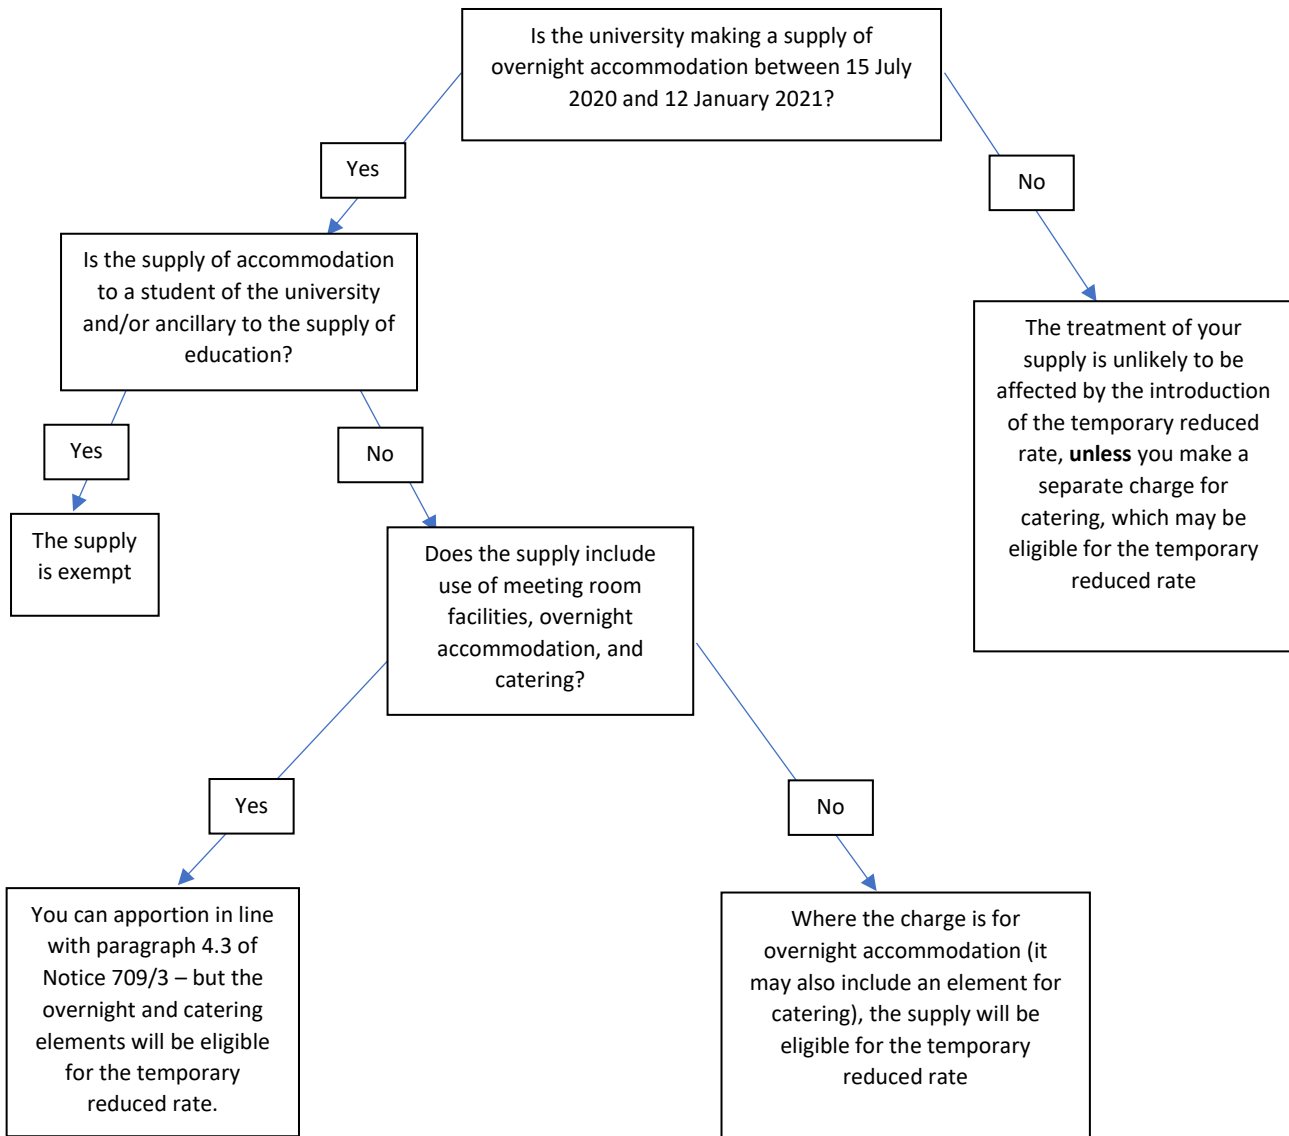 Is the university making a supply of
overnight accommodation between 15 July
2020 and 12 January 2021?
Yes
No
Is the supply of accommodation
to a student of the university
and/or ancillary to the supply of
education?
The treatment of your
supply is unlikely to be
affected by the introduction
of the temporary reduced
rate, unless you make a
separate charge for
catering, which may be
eligible for the temporary
reduced rate
Yes
No
The supply
is exempt
Does the supply include
use of meeting room
facilities, overnight
accommodation, and
catering?
Yes
No
You can apportion in line
with paragraph 4.3 of
Notice 709/3 – but the
overnight and catering
elements will be eligible
for the temporary
reduced rate.
Where the charge is for
overnight accommodation (it
may also include an element for
catering), the supply will be
eligible for the temporary
reduced rate